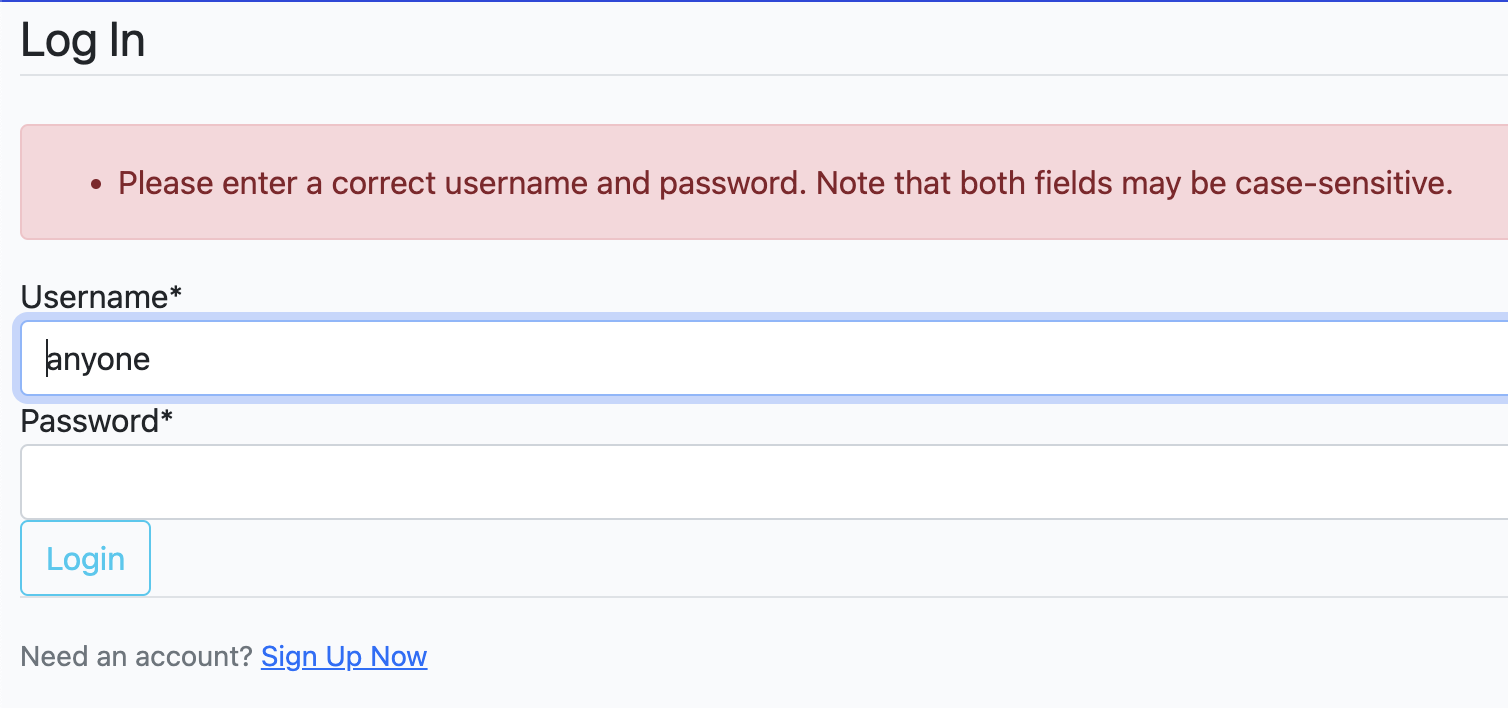 Log In
• Please enter a correct username and password. Note that both fields may be case-sensitive.
Username*
anyone
Password*
Login
Need an account? Sign Up Now